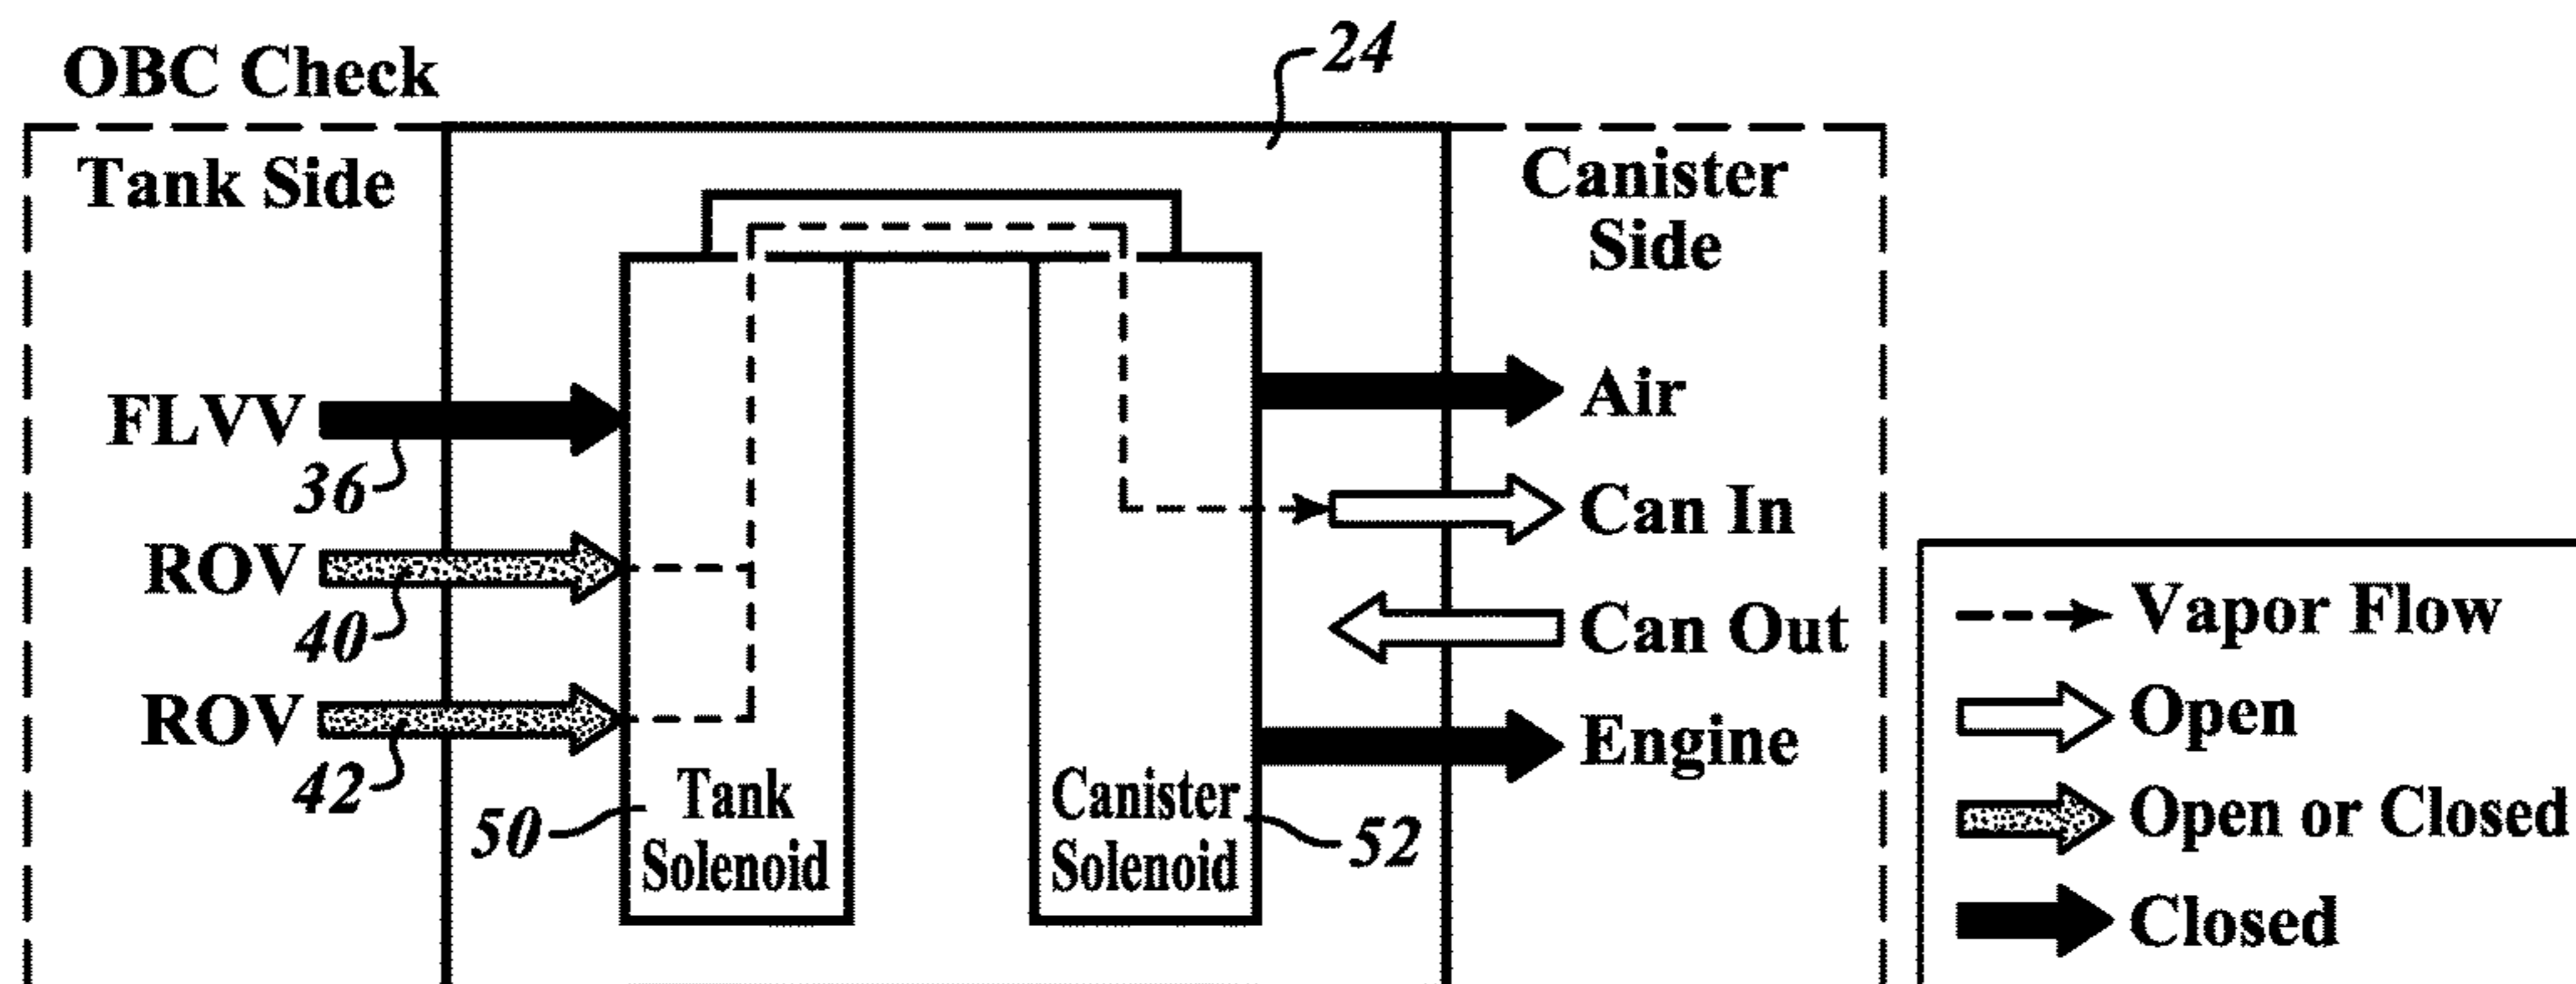 OBC Check
24
Tank Side
Canister
Side
FLVV
36
ROV
40
ROV
42
50
Tank
Solenoid
Canister
Solenoid
52
Air
Can In
Can Out
Engine
Vapor Flow
Open
Open or Closed
Closed